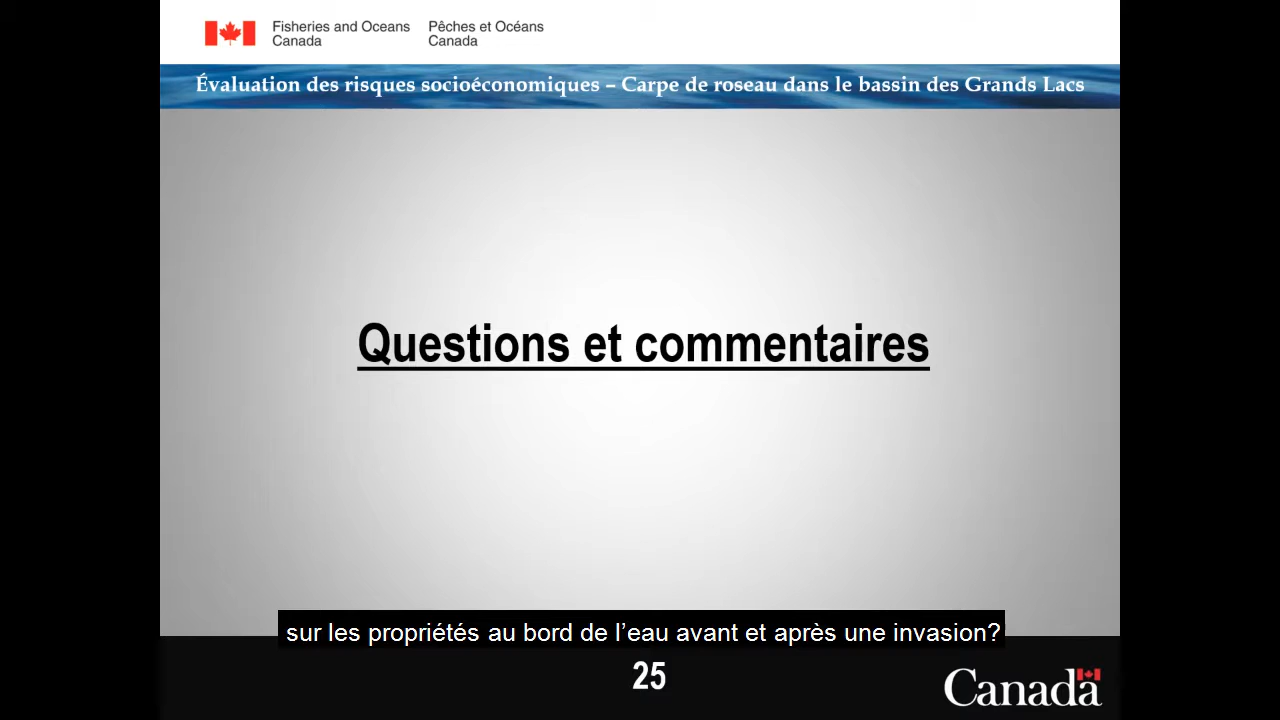 Fisheries and Oceans Canada
Pêches et Océans Canada
Évaluation des risques socioéconomiques – Carpe de roseau dans le bassin des Grands Lacs
Questions et commentaires
sur les propriétés au bord de l’eau avant et après une invasion?
25
Canada